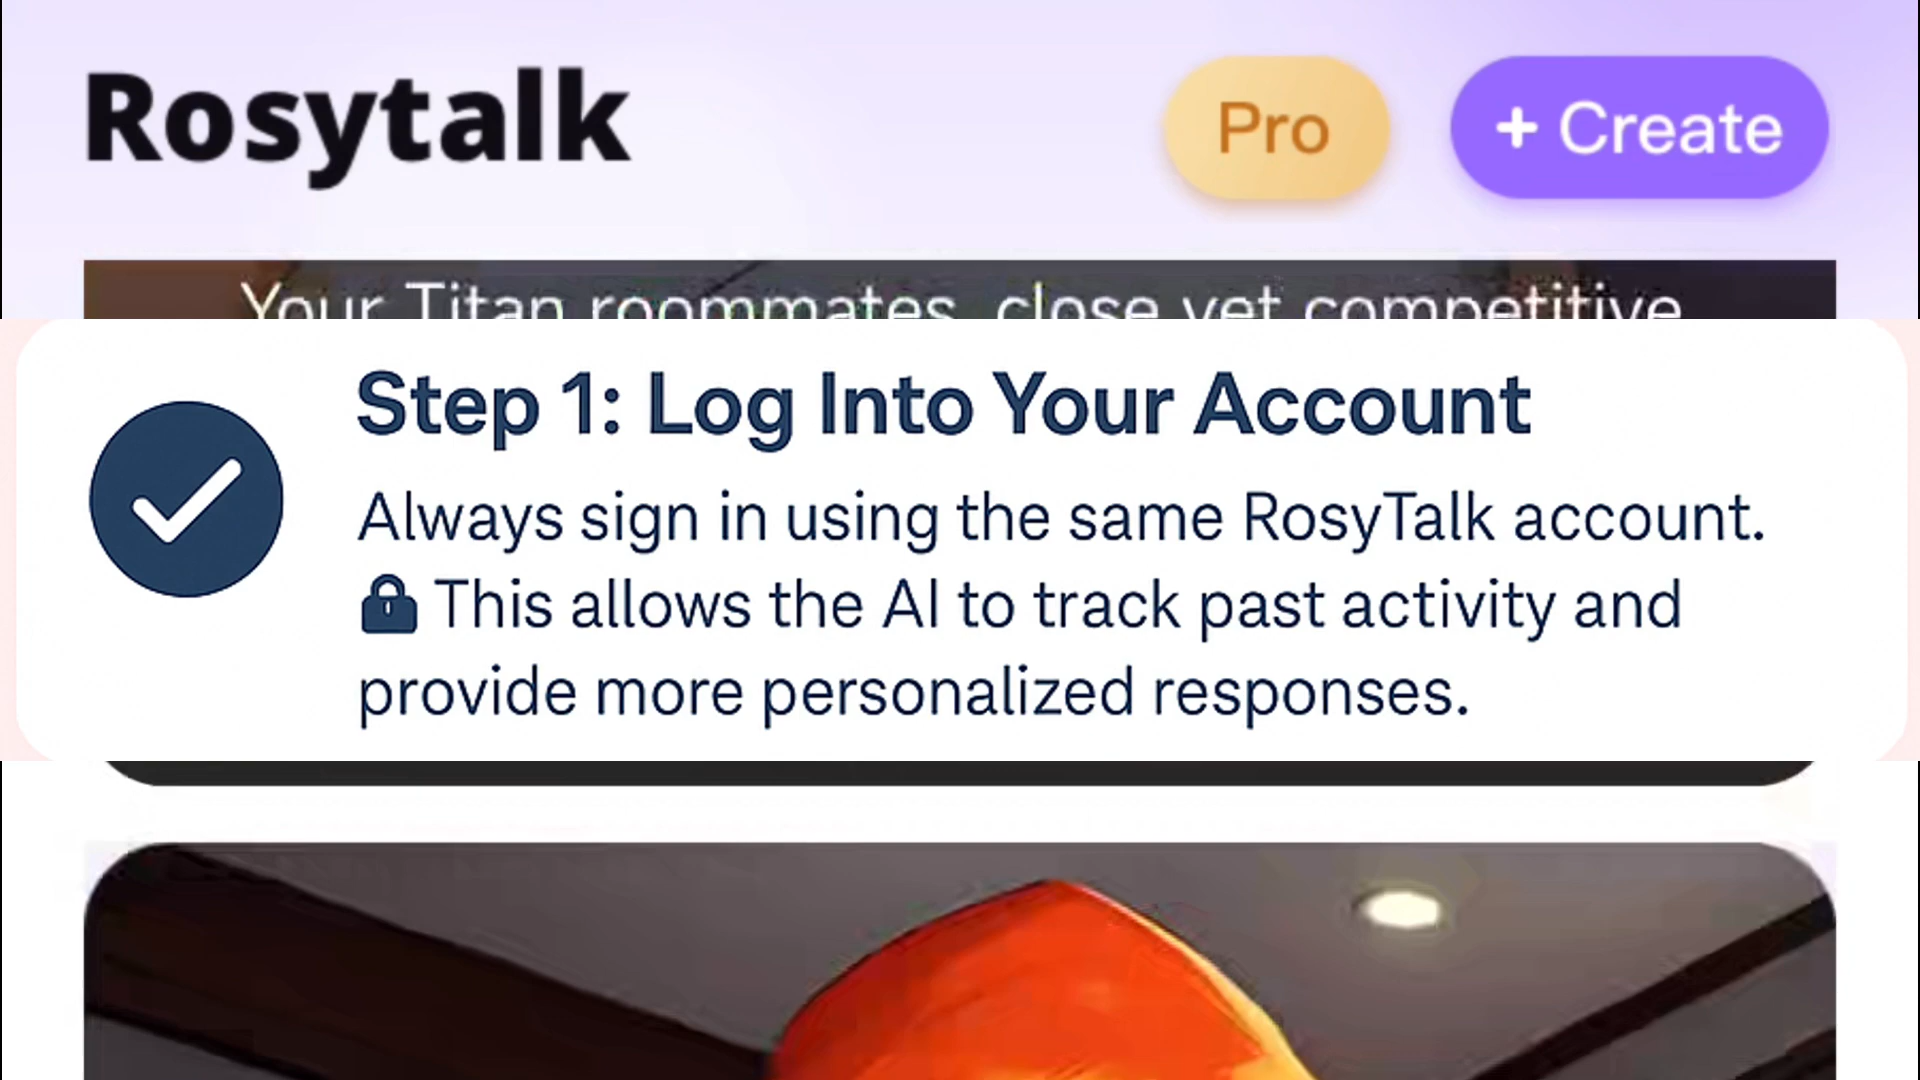 Rosytalk
Pro
+ Create
Your Titan roommates, close yet competitive
Step 1: Log Into Your Account
Always sign in using the same RosyTalk account.
🔒 This allows the AI to track past activity and
provide more personalized responses.